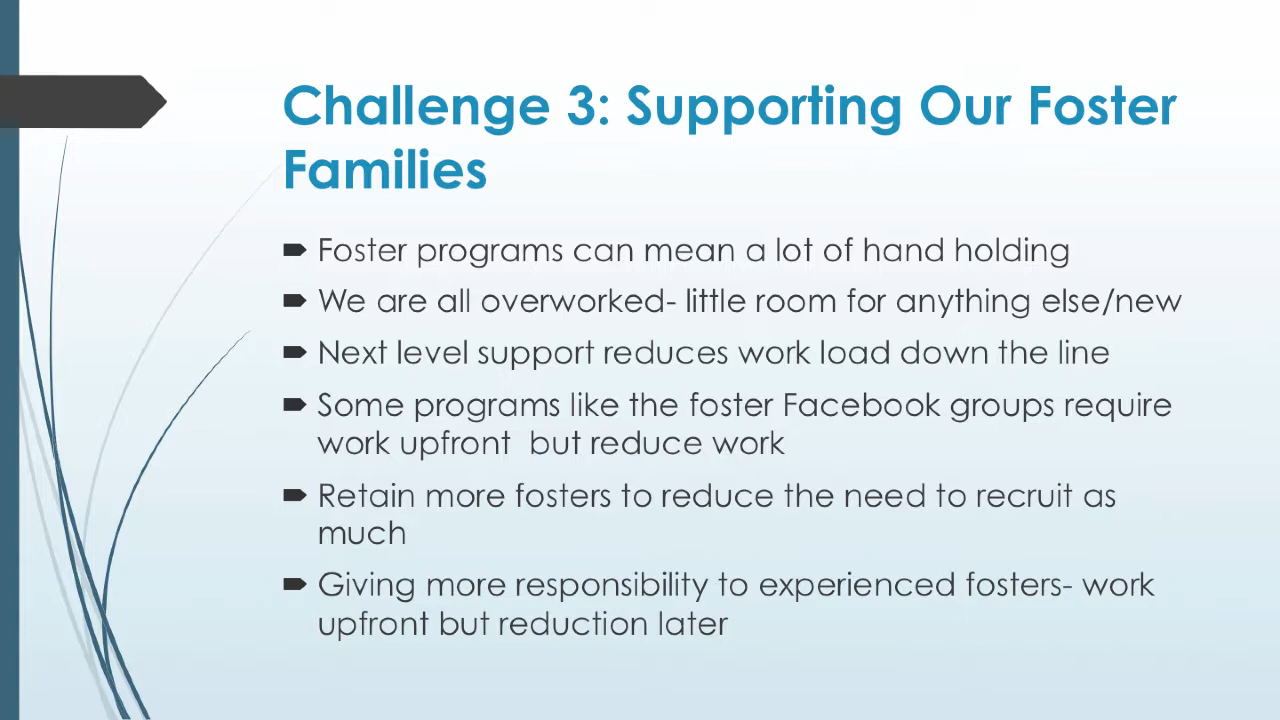 Challenge 3: Supporting Our Foster
Families
Foster programs can mean a lot of hand holding
We are all overworked- little room for anything else/new
Next level support reduces work load down the line
Some programs like the foster Facebook groups require
work upfront  but reduce work
Retain more fosters to reduce the need to recruit as
much
Giving more responsibility to experienced fosters- work
upfront but reduction later